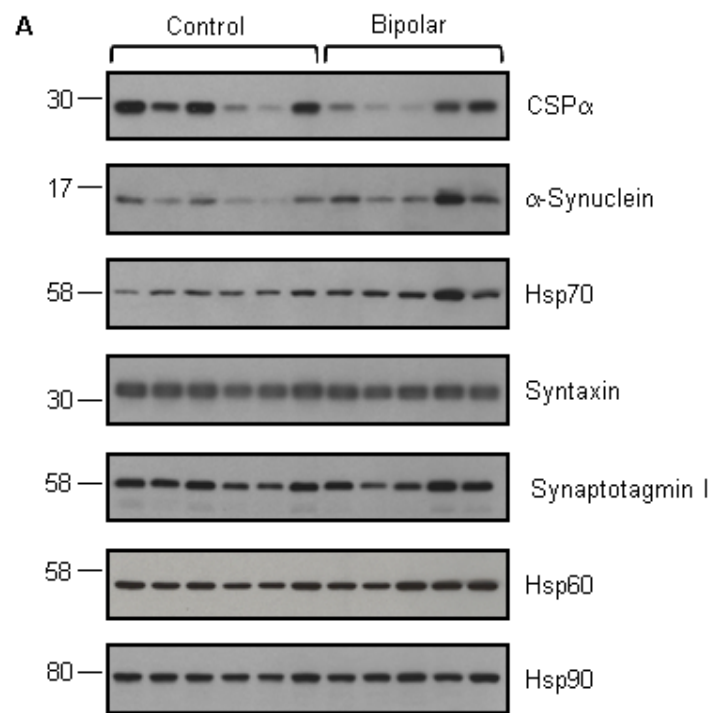 A
Control Bipolar
30 CSPα
17 α-Synuclein
58 Hsp70
30 Syntaxin
58 Synaptotagmin I
58 Hsp60
80 Hsp90